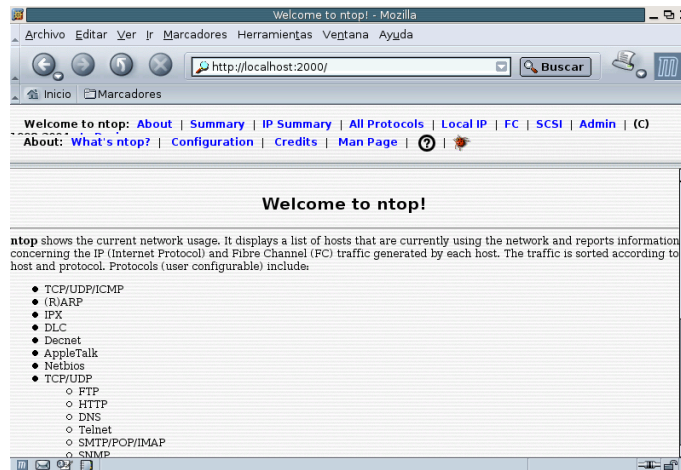 Welcome to ntop! - Mozilla
Archivo Editar Ver Ir Marcadores Herramientas Ventana Ayuda
http://localhost:2000/ Buscar
Inicio Marcadores
Welcome to ntop: About | Summary | IP Summary | All Protocols | Local IP | FC | SCSI | Admin | (C)
About: What's ntop? | Configuration | Credits | Man Page | ? |
Welcome to ntop!
ntop shows the current network usage. It displays a list of hosts that are currently using the network and reports information
concerning the IP (Internet Protocol) and Fibre Channel (FC) traffic generated by each host. The traffic is sorted according to
host and protocol. Protocols (user configurable) include:
TCP/UDP/ICMP
(R)ARP
IPX
DLC
Decnet
AppleTalk
Netbios
TCP/UDP
FTP
HTTP
DNS
Telnet
SMTP/POP/IMAP
SNMP